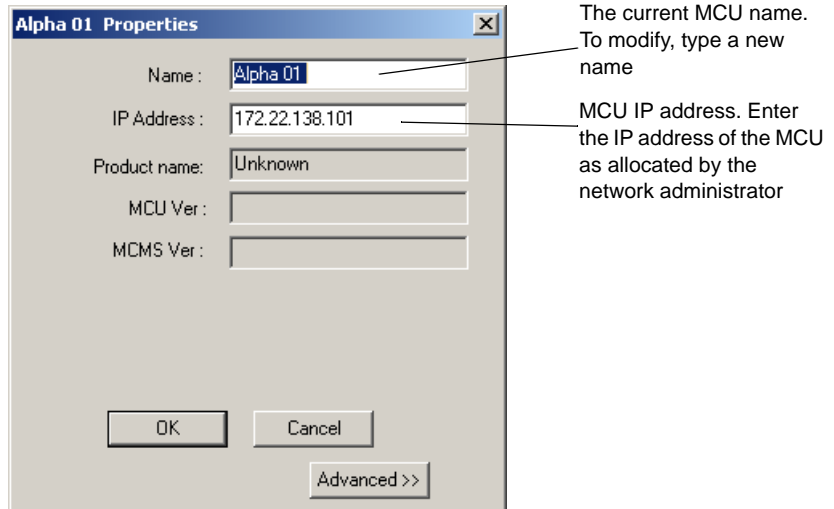 Alpha 01 Properties
Name :
Alpha 01
IP Address :
172.22.138.101
Product name:
Unknown
MCU Ver :
MCMS Ver :
OK
Cancel
Advanced >>
The current MCU name.
To modify, type a new
name
MCU IP address. Enter
the IP address of the MCU
as allocated by the
network administrator